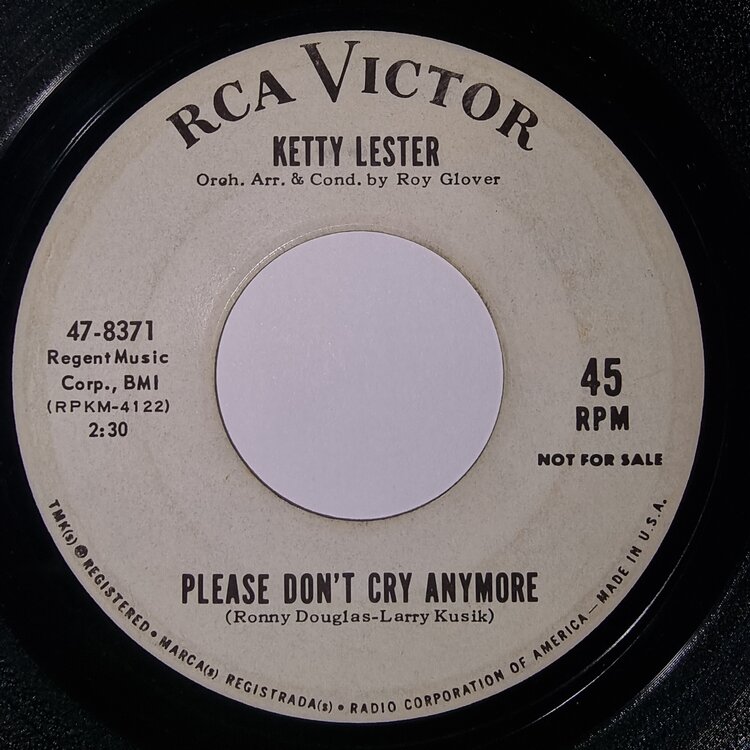 RCA VICTOR
KETTY LESTER
Orch. Arr. & Cond. by Roy Glover
47-8371
Regent Music
Corp., BMI
(RPKM-4122)
2:30
45
RPM
NOT FOR SALE
PLEASE DON'T CRY ANYMORE
(Ronny Douglas-Larry Kusik)
TMK(s) ® REGISTERED • MARCA(s) REGISTRADA(s) • RADIO CORPORATION OF AMERICA—MADE IN U.S.A.